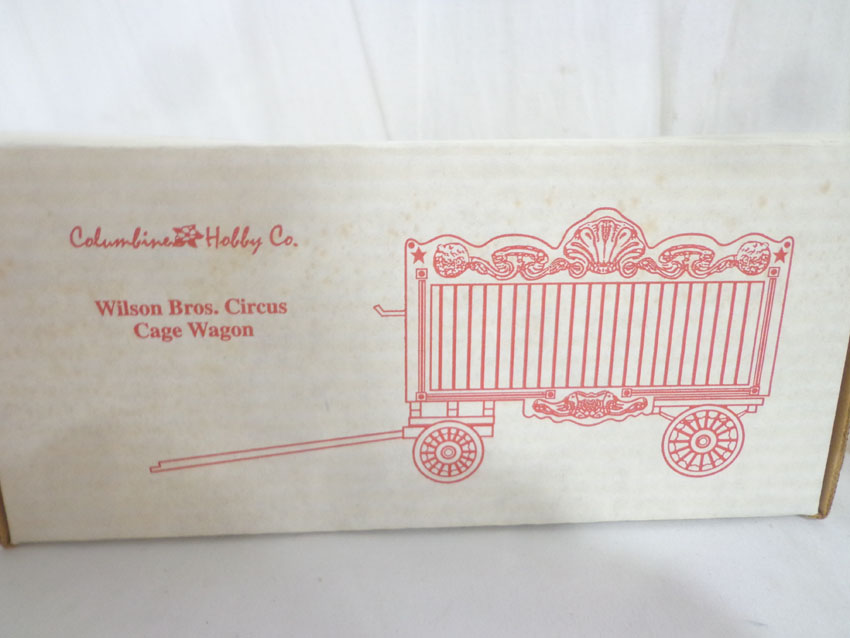 Columbine Hobby Co.
Wilson Bros. Circus
Cage Wagon